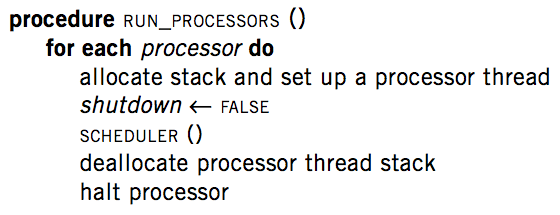 procedure RUN_PROCESSORS ()
for each processor do
allocate stack and set up a processor thread
shutdown ← FALSE
SCHEDULER ()
deallocate processor thread stack
halt processor